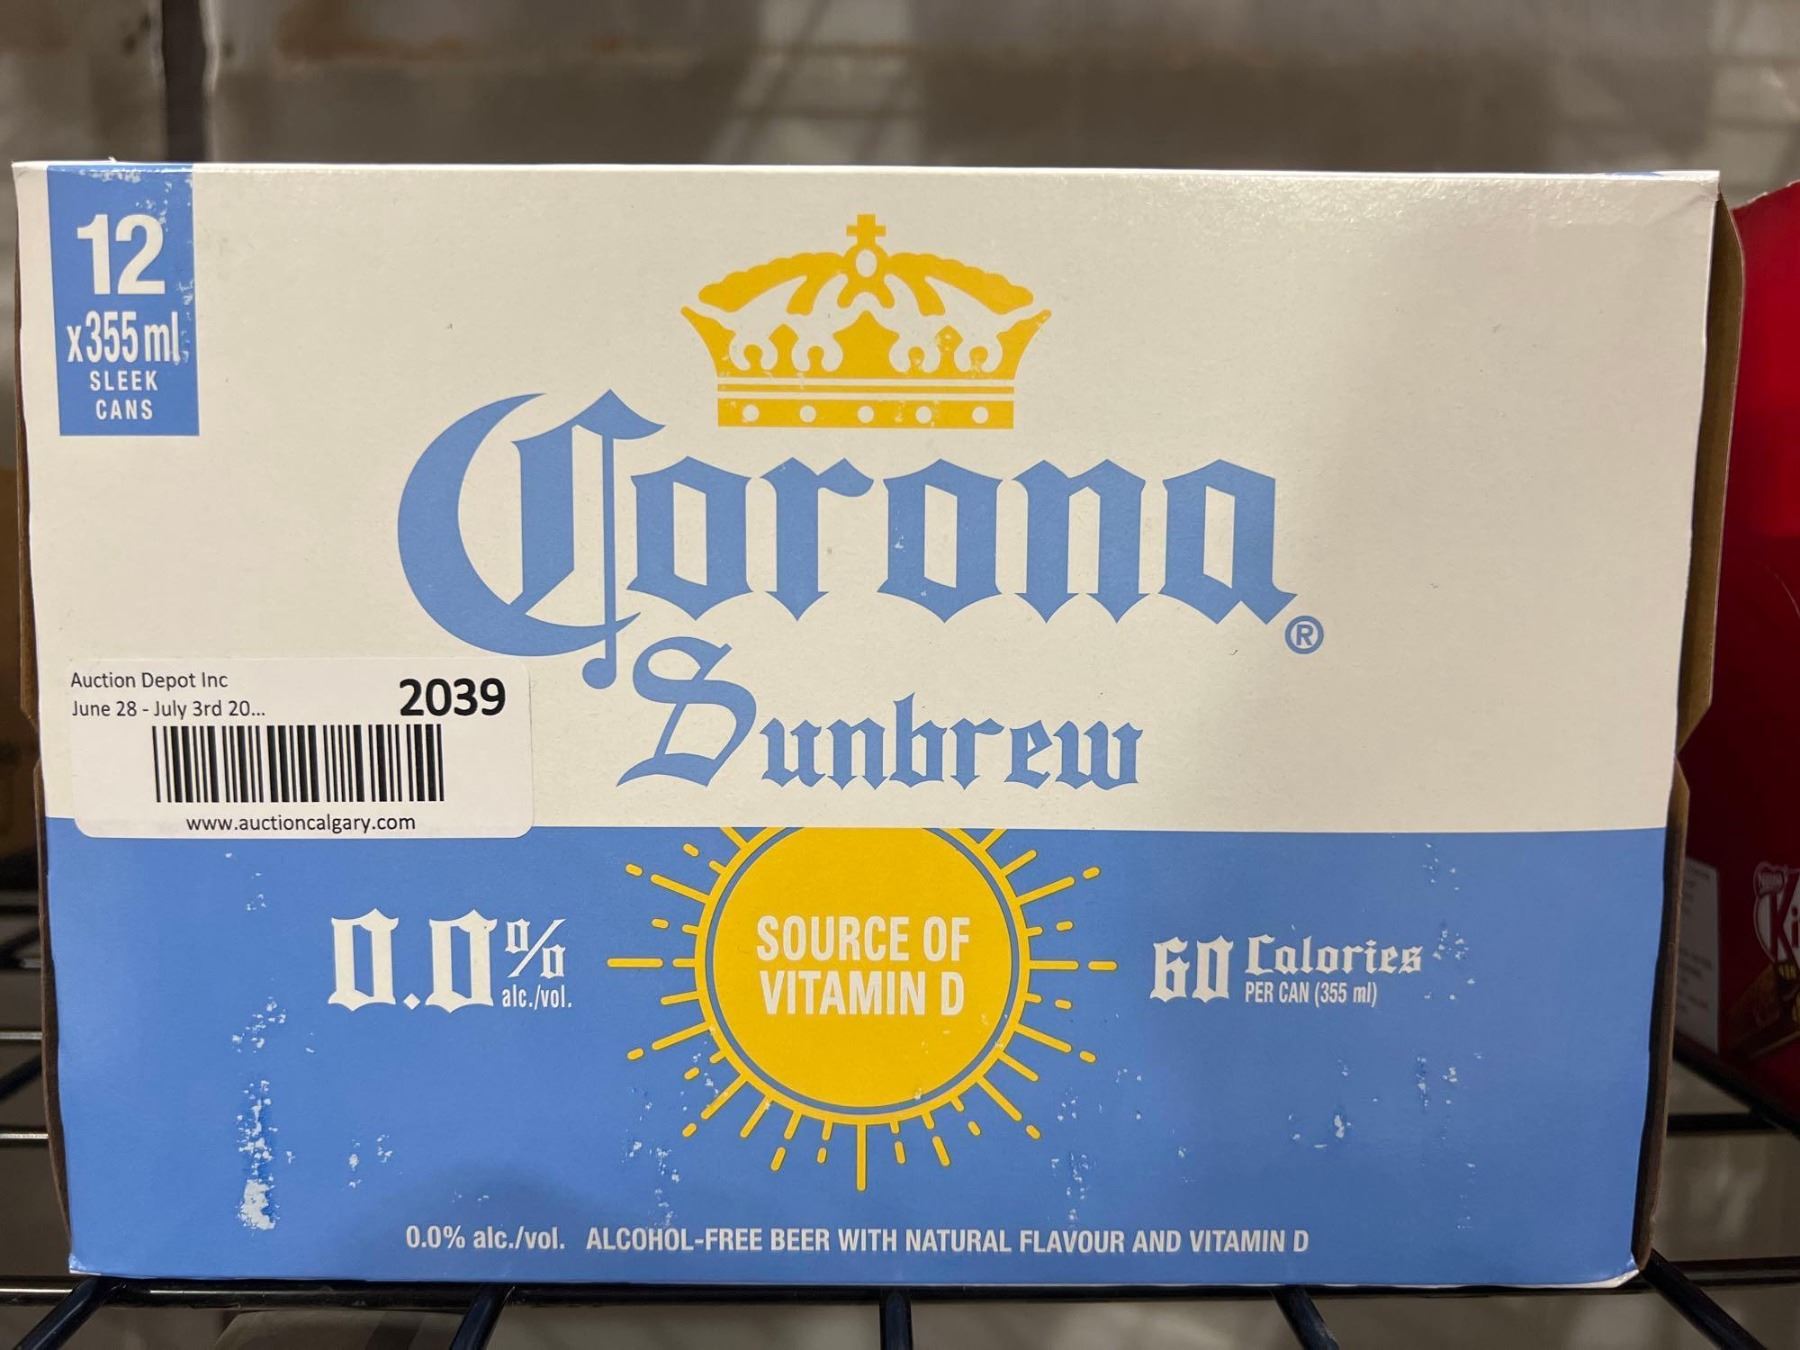 12
x355 ml
SLEEK
CANS
Corona®
Sunbrew
Auction Depot Inc
2039
June 28 - July 3rd 20...
www.auctioncalgary.com
0.0% alc./vol.
SOURCE OF
VITAMIN D
60 Calories
PER CAN (355 ml)
0.0% alc./vol. ALCOHOL-FREE BEER WITH NATURAL FLAVOUR AND VITAMIN D